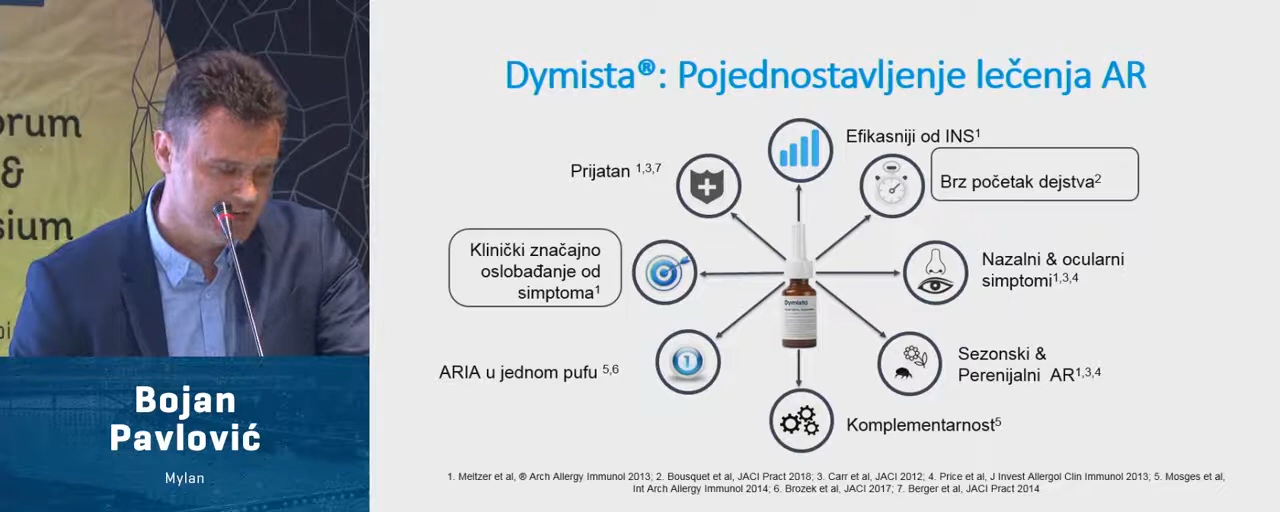 orum
&
sium
Bojan
Pavlović
Mylan
Dymista®: Pojednostavljenje lečenja AR
Efikasniji od INS1
Prijatan 1,3,7
Brz početak dejstva2
Klinički značajno
oslobađanje od
simptoma1
Nazalni & ocularni
simptomi1,3,4
Dymista
ARIA u jednom pufu 5,6
Sezonski &
Perenijalni AR1,3,4
Komplementarnost5
1. Meltzer et al, ® Arch Allergy Immunol 2013; 2. Bousquet et al, JACI Pract 2018; 3. Carr et al, JACI 2012; 4. Price et al, J Invest Allergol Clin Immunol 2013; 5. Mosges et al,
Int Arch Allergy Immunol 2014; 6. Brozek et al, JACI 2017; 7. Berger et al, JACI Pract 2014